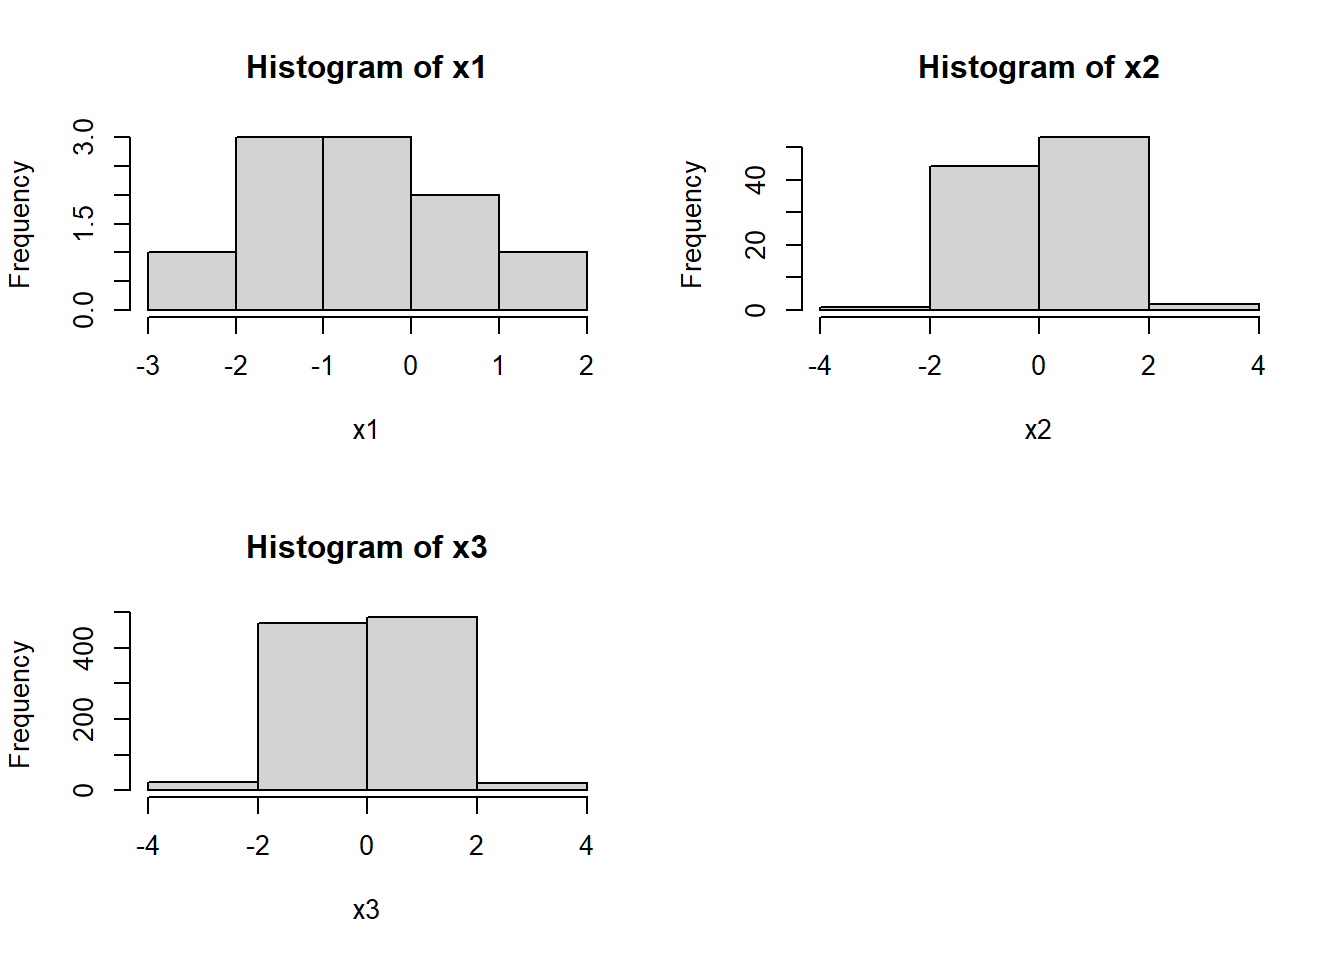 Histogram of x1
Frequency
0.0 1.5 3.0
-3 -2 -1 0 1 2
x1
Histogram of x2
Frequency
0 20 40
-4 -2 0 2 4
x2
Histogram of x3
Frequency
0 200 400
-4 -2 0 2 4
x3